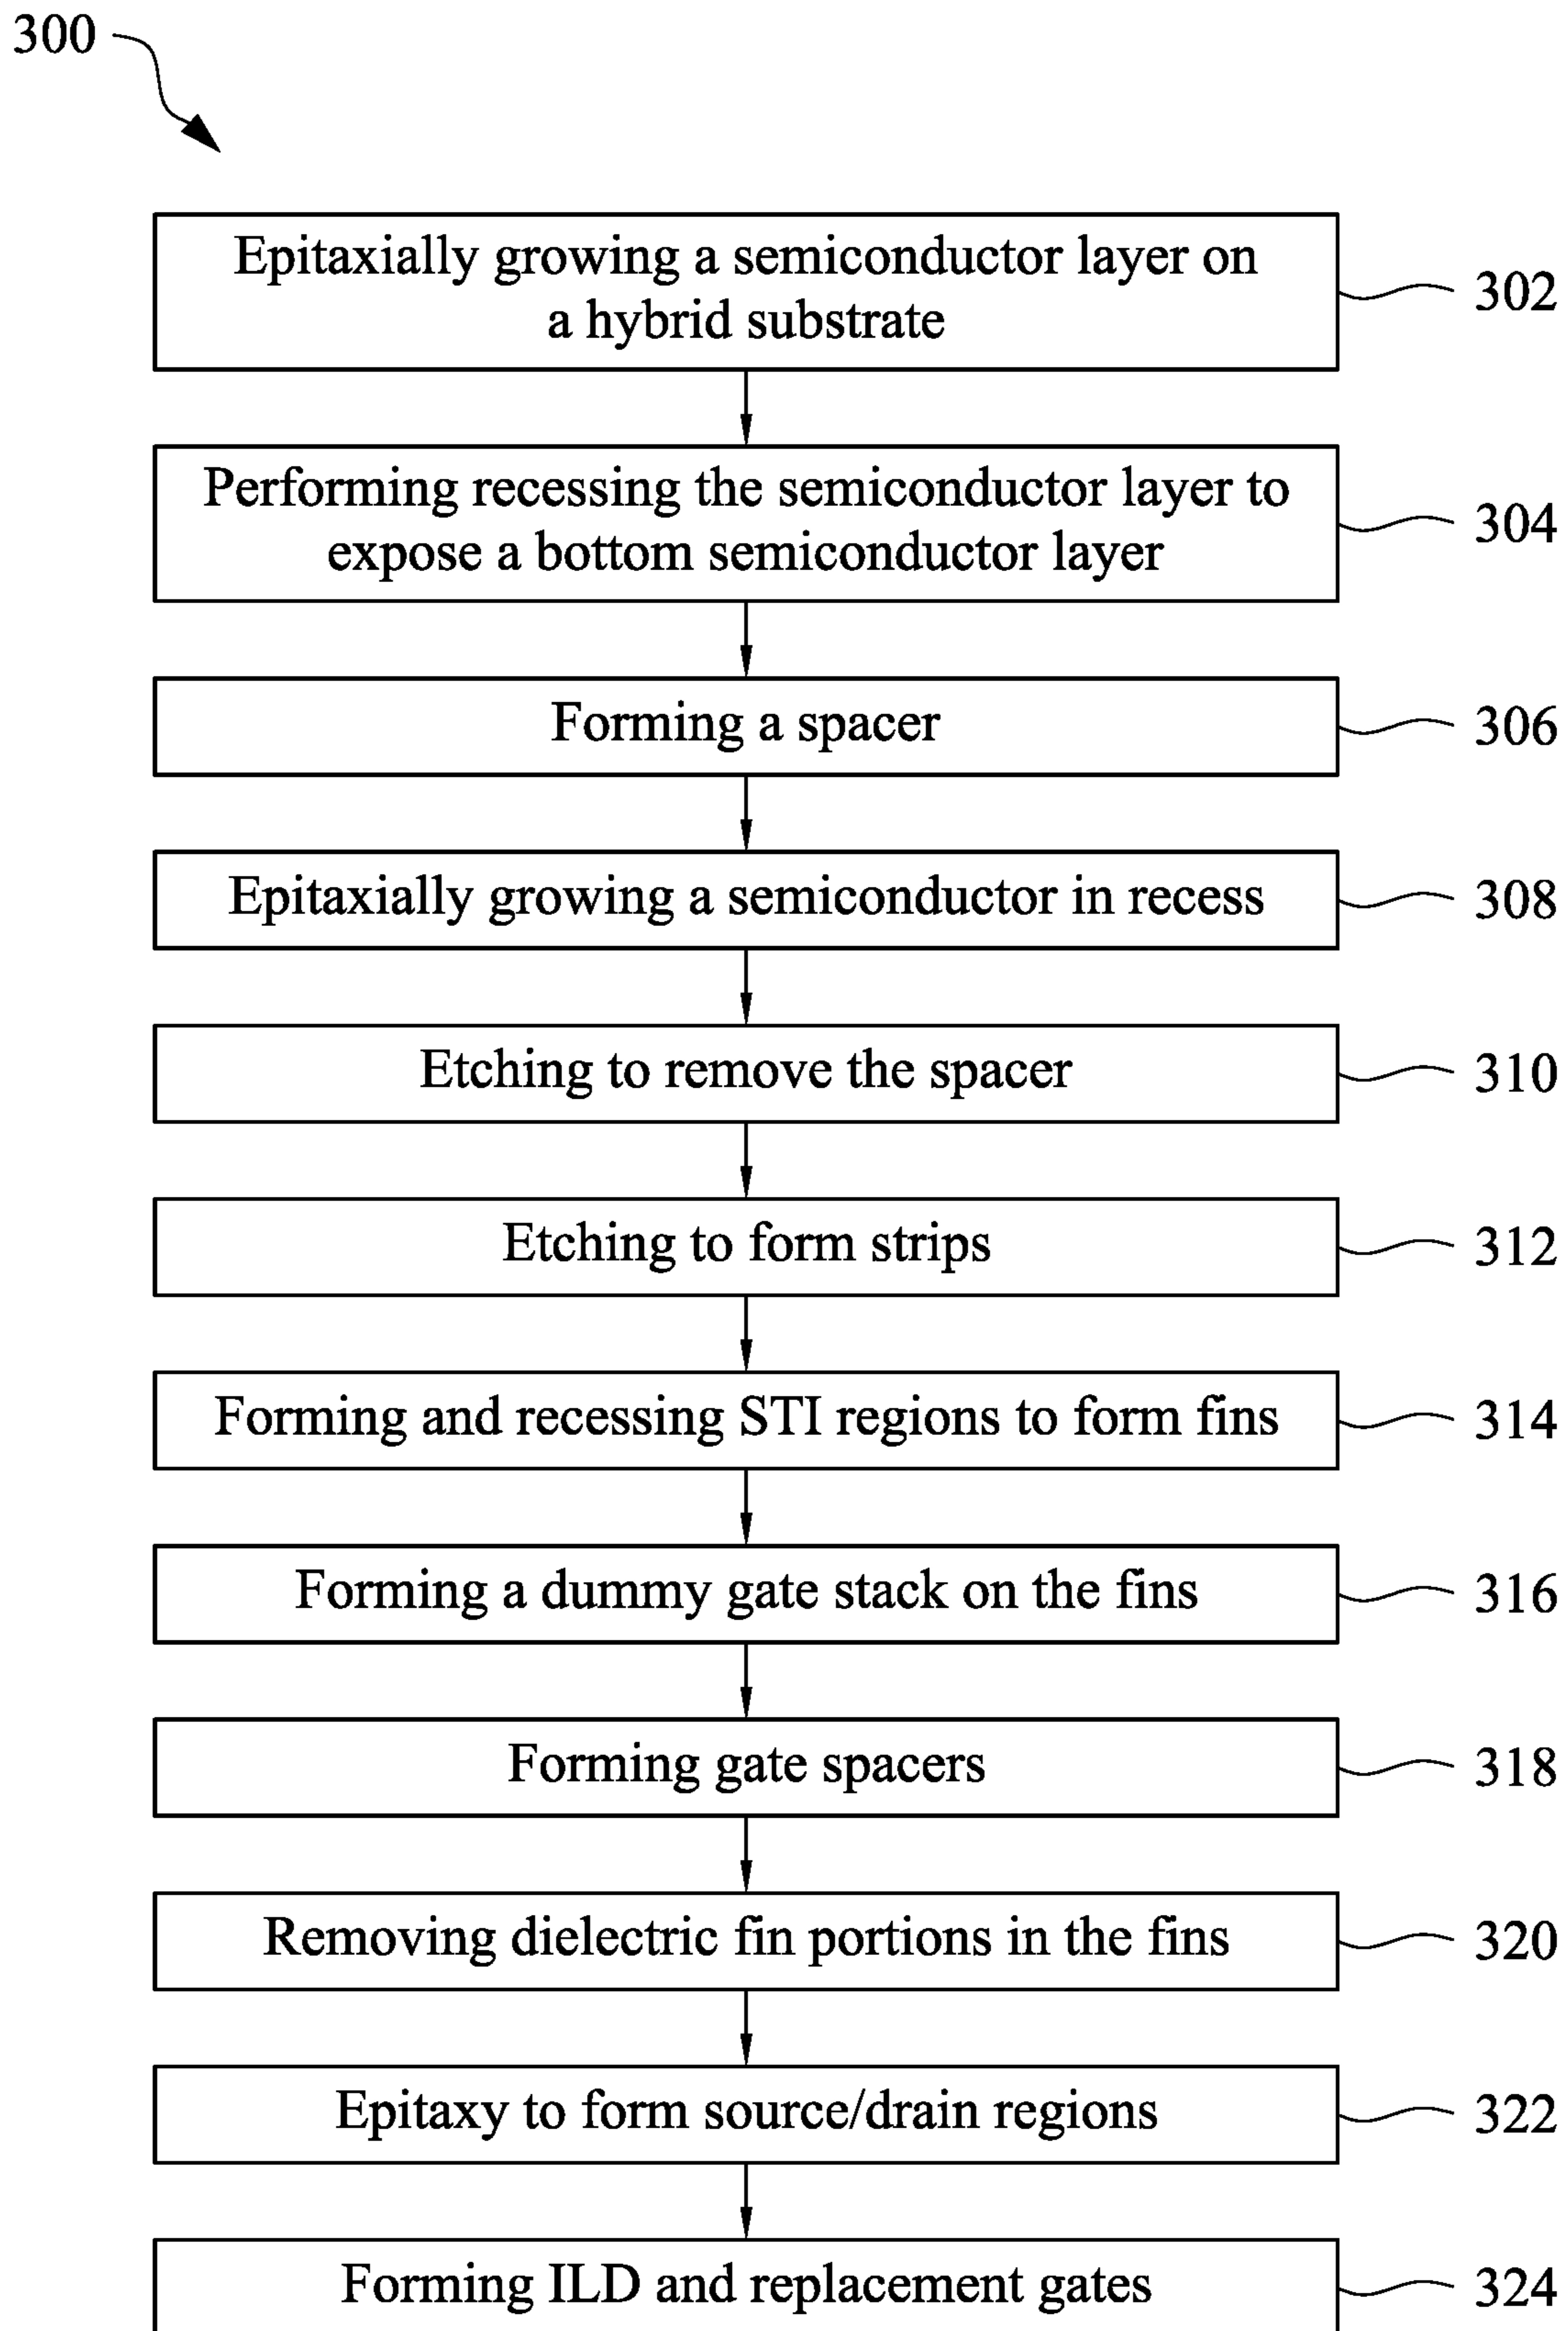 300
Epitaxially growing a semiconductor layer on
a hybrid substrate
302
Performing recessing the semiconductor layer to
expose a bottom semiconductor layer
304
Forming a spacer
306
Epitaxially growing a semiconductor in recess
308
Etching to remove the spacer
310
Etching to form strips
312
Forming and recessing STI regions to form fins
314
Forming a dummy gate stack on the fins
316
Forming gate spacers
318
Removing dielectric fin portions in the fins
320
Epitaxy to form source/drain regions
322
Forming ILD and replacement gates
324